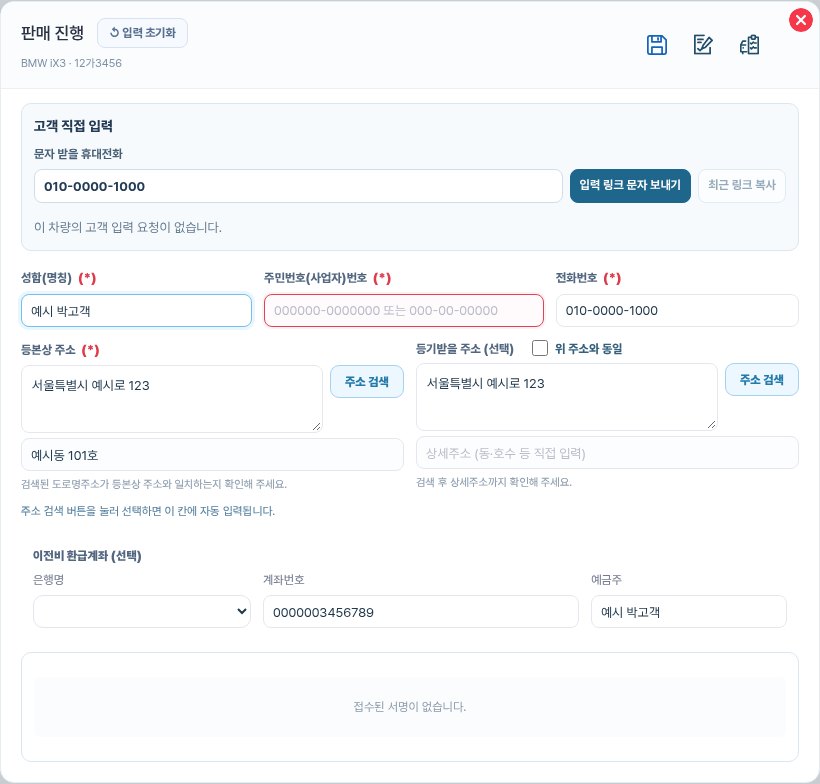 판매 진행
입력 초기화
BMW iX3 · 12가3456
고객 직접 입력
문자 받을 휴대전화
010-0000-1000
입력 링크 문자 보내기
최근 링크 복사
이 차량의 고객 입력 요청이 없습니다.
성함(명칭) (*)
주민번호(사업자)번호 (*)
전화번호 (*)
예시 박고객
000000-0000000 또는 000-00-00000
010-0000-1000
등본상 주소 (*)
서울특별시 예시로 123
주소 검색
예시동 101호
검색된 도로명주소가 등본상 주소와 일치하는지 확인해 주세요.
주소 검색 버튼을 눌러 선택하면 이 칸에 자동 입력됩니다.
등기받을 주소 (선택)
위 주소와 동일
서울특별시 예시로 123
주소 검색
상세주소 (동·호수 등 직접 입력)
검색 후 상세주소까지 확인해 주세요.
이전비 환급계좌 (선택)
은행명
계좌번호
예금주
0000003456789
예시 박고객
접수된 서명이 없습니다.